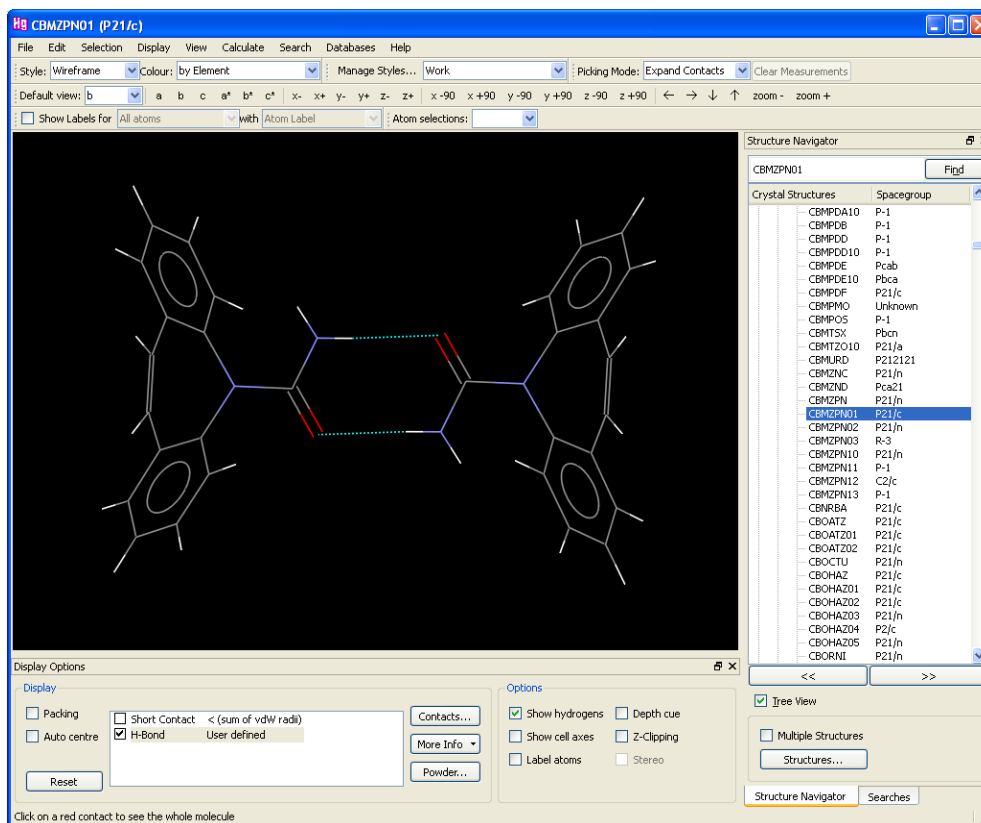 Hg CBMZPN01 (P21/c)
File Edit Selection Display View Calculate Search Databases Help
Style: Wireframe Colour: by Element Manage Styles... Work Picking Mode: Expand Contacts Clear Measurements
Default view: b a b c a* b* c* x- x+ y- y+ z- z+ x -90 x +90 y -90 y +90 z -90 z +90 ← → ↓ ↑ zoom - zoom +
Show Labels for All atoms with Atom Label Atom selections:
Structure Navigator
CBMZPN01 Find
Crystal Structures Spacegroup
CBMPDA10 P-1
CBMPDB P-1
CBMPDD P-1
CBMPDD10 P-1
CBMPDE Pcab
CBMPDE10 Pbca
CBMPDF P21/c
CBMPMO Unknown
CBMPOS P-1
CBMTSX Pbcn
CBMTZO10 P21/a
CBMURD P212121
CBMZNC P21/n
CBMZND Pca21
CBMZPN P21/n
CBMZPN01 P21/c
CBMZPN02 P21/n
CBMZPN03 R-3
CBMZPN10 P21/n
CBMZPN11 P-1
CBMZPN12 C2/c
CBMZPN13 P-1
CBNRBA P21/c
CBOATZ P21/c
CBOATZ01 P21/c
CBOATZ02 P21/c
CBOCTU P21/n
CBOHAZ P21/c
CBOHAZ01 P21/c
CBOHAZ02 P21/c
CBOHAZ03 P21/n
CBOHAZ04 P2/c
CBOHAZ05 P21/n
CBORNI P21/n
<< >>
Tree View
Multiple Structures
Structures...
Structure Navigator Searches
Display Options
Display
Packing
Auto centre
Reset
Short Contact < (sum of vdW radii)
H-Bond User defined
Contacts...
More Info
Powder...
Options
Show hydrogens Depth cue
Show cell axes Z-Clipping
Label atoms Stereo
Click on a red contact to see the whole molecule